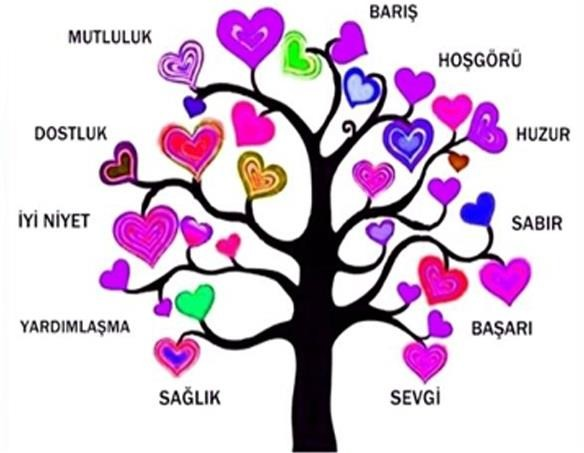 BARIŞ
MUTLULUK
HOŞGÖRÜ
DOSTLUK
HUZUR
İYİ NİYET
SABIR
YARDIMLAŞMA
BAŞARI
SAĞLIK
SEVGİ